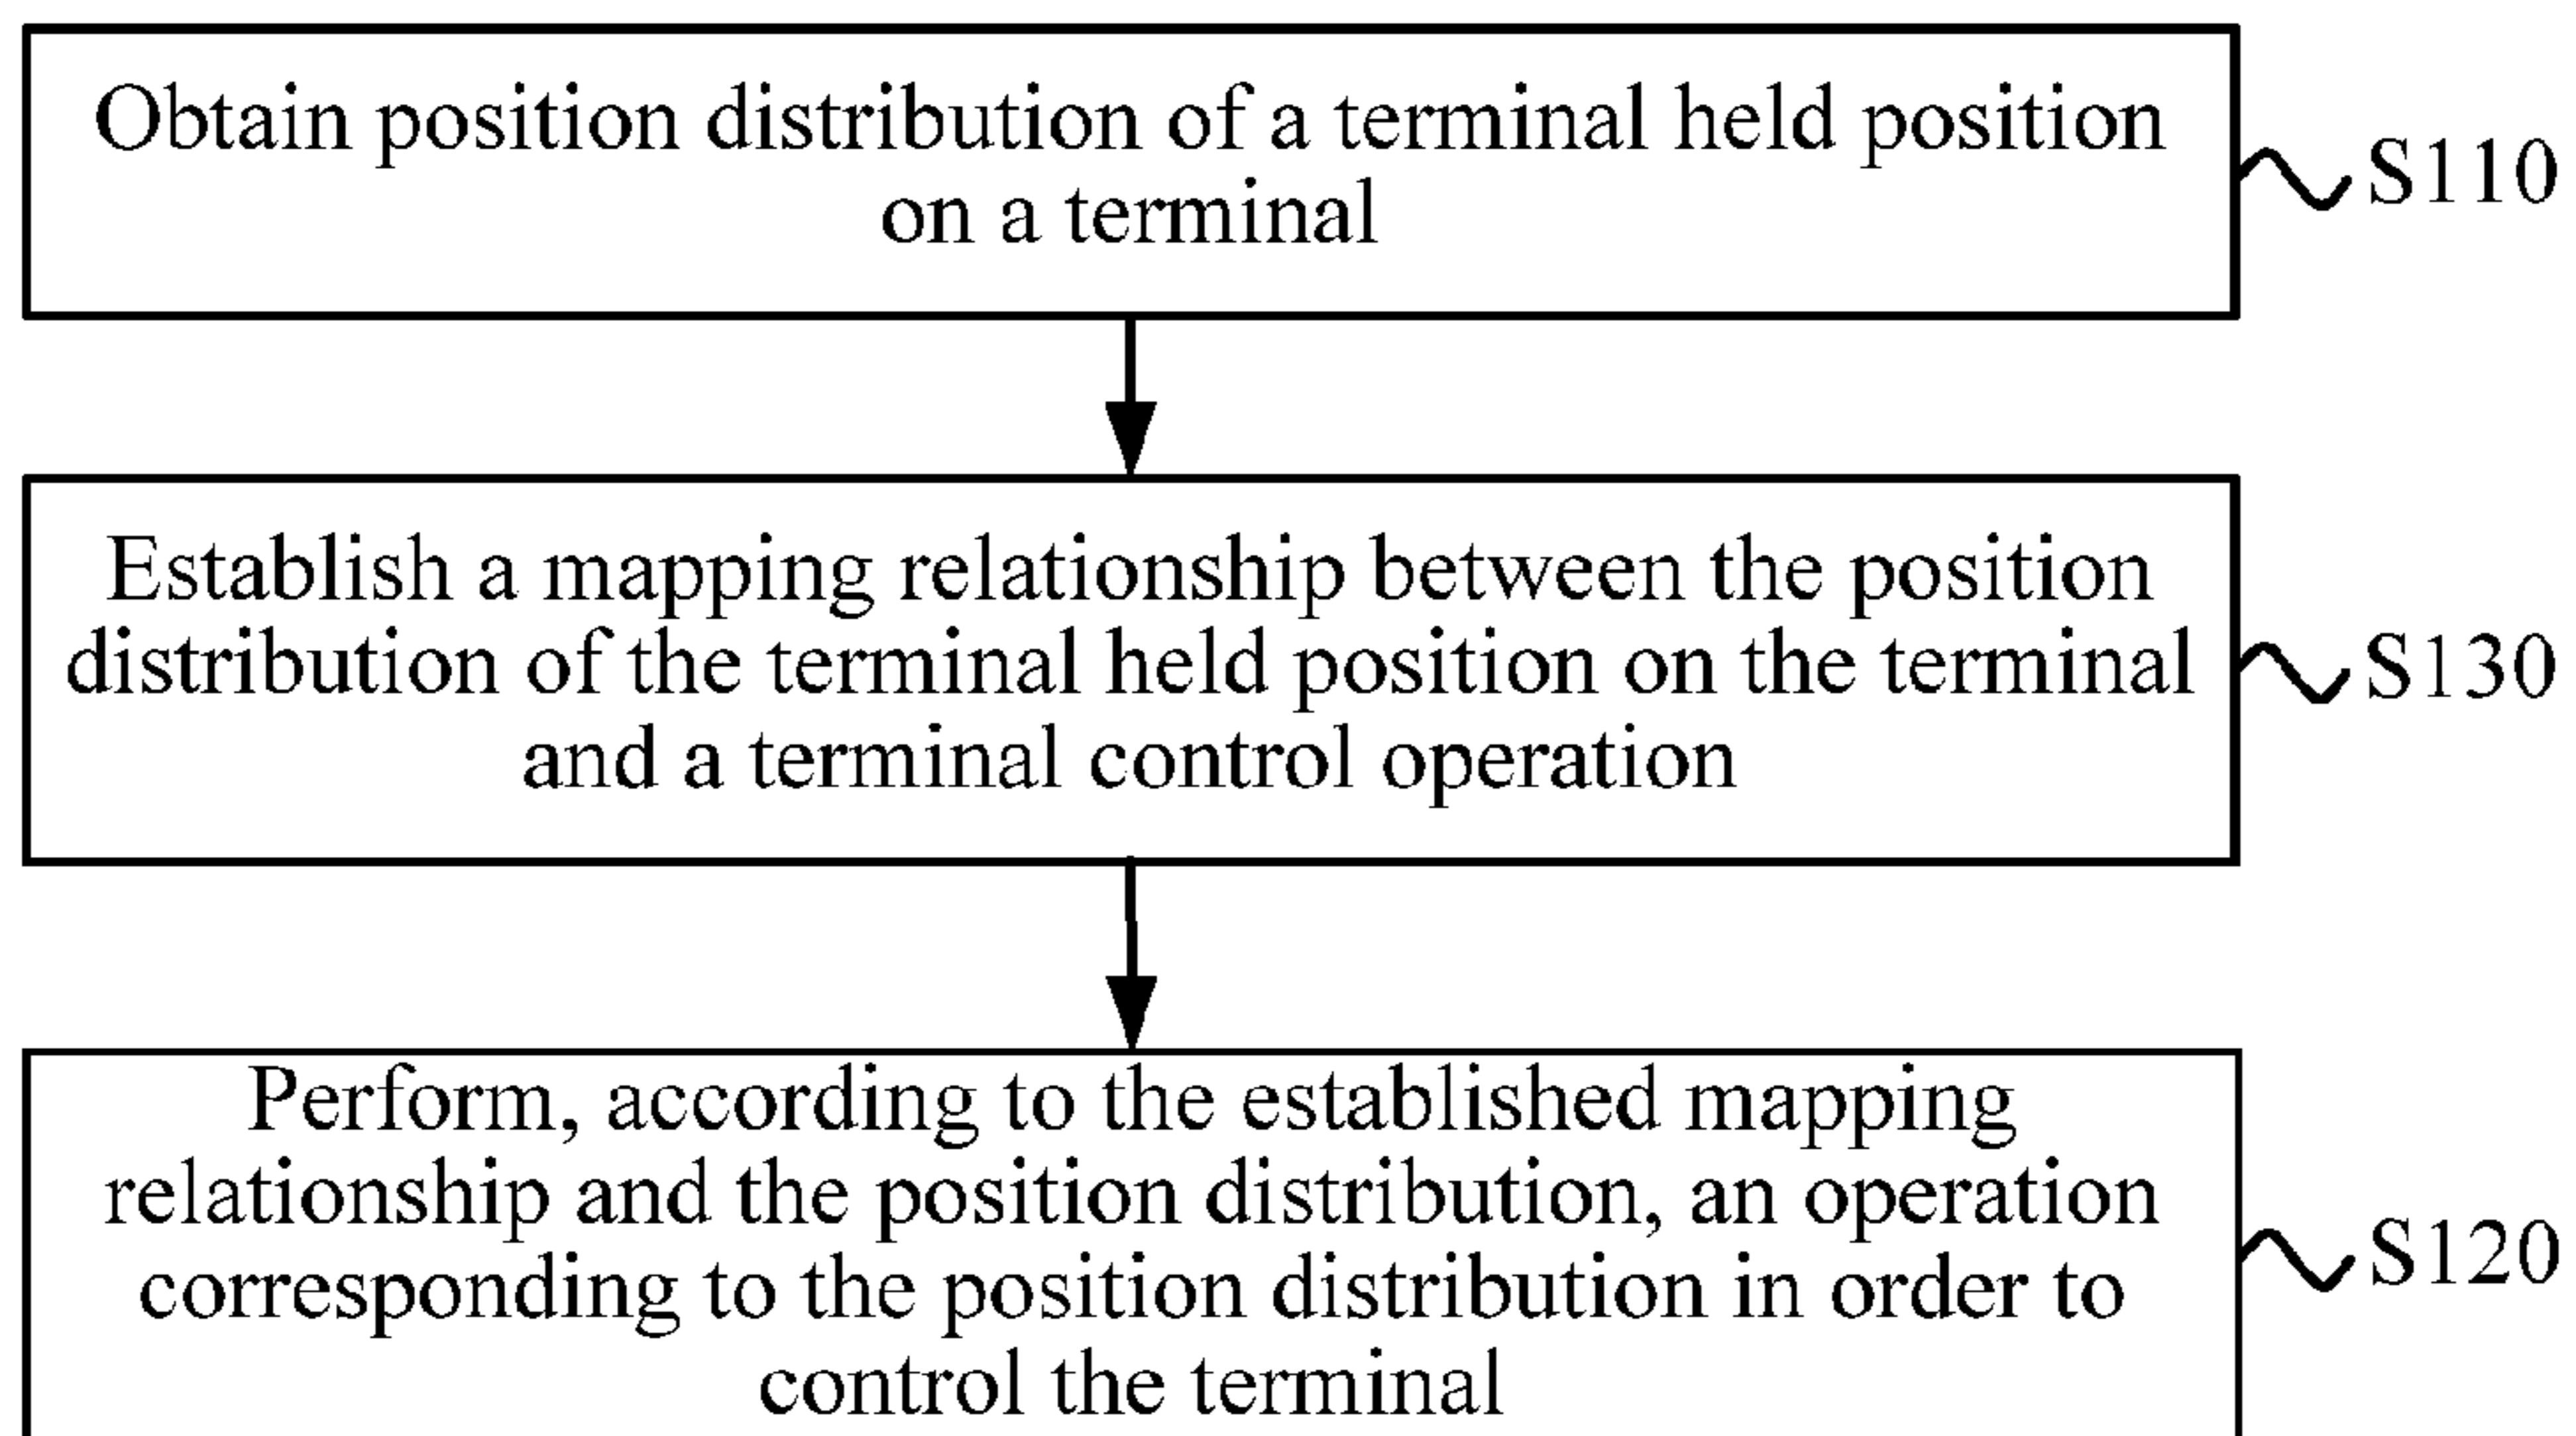 Obtain position distribution of a terminal held position
on a terminal
S110
Establish a mapping relationship between the position
distribution of the terminal held position on the terminal
and a terminal control operation
S130
Perform, according to the established mapping
relationship and the position distribution, an operation
corresponding to the position distribution in order to
control the terminal
S120